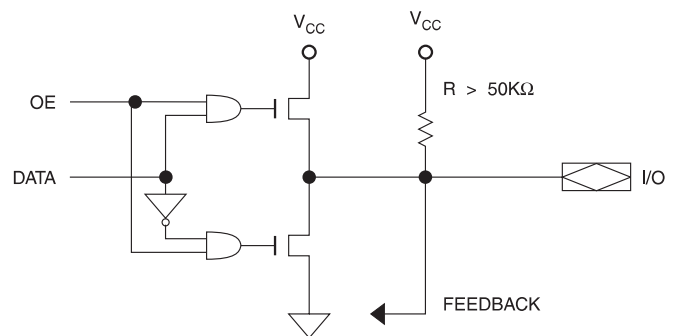 V_CC V_CC
R > 50KΩ
OE
DATA
I/O
FEEDBACK